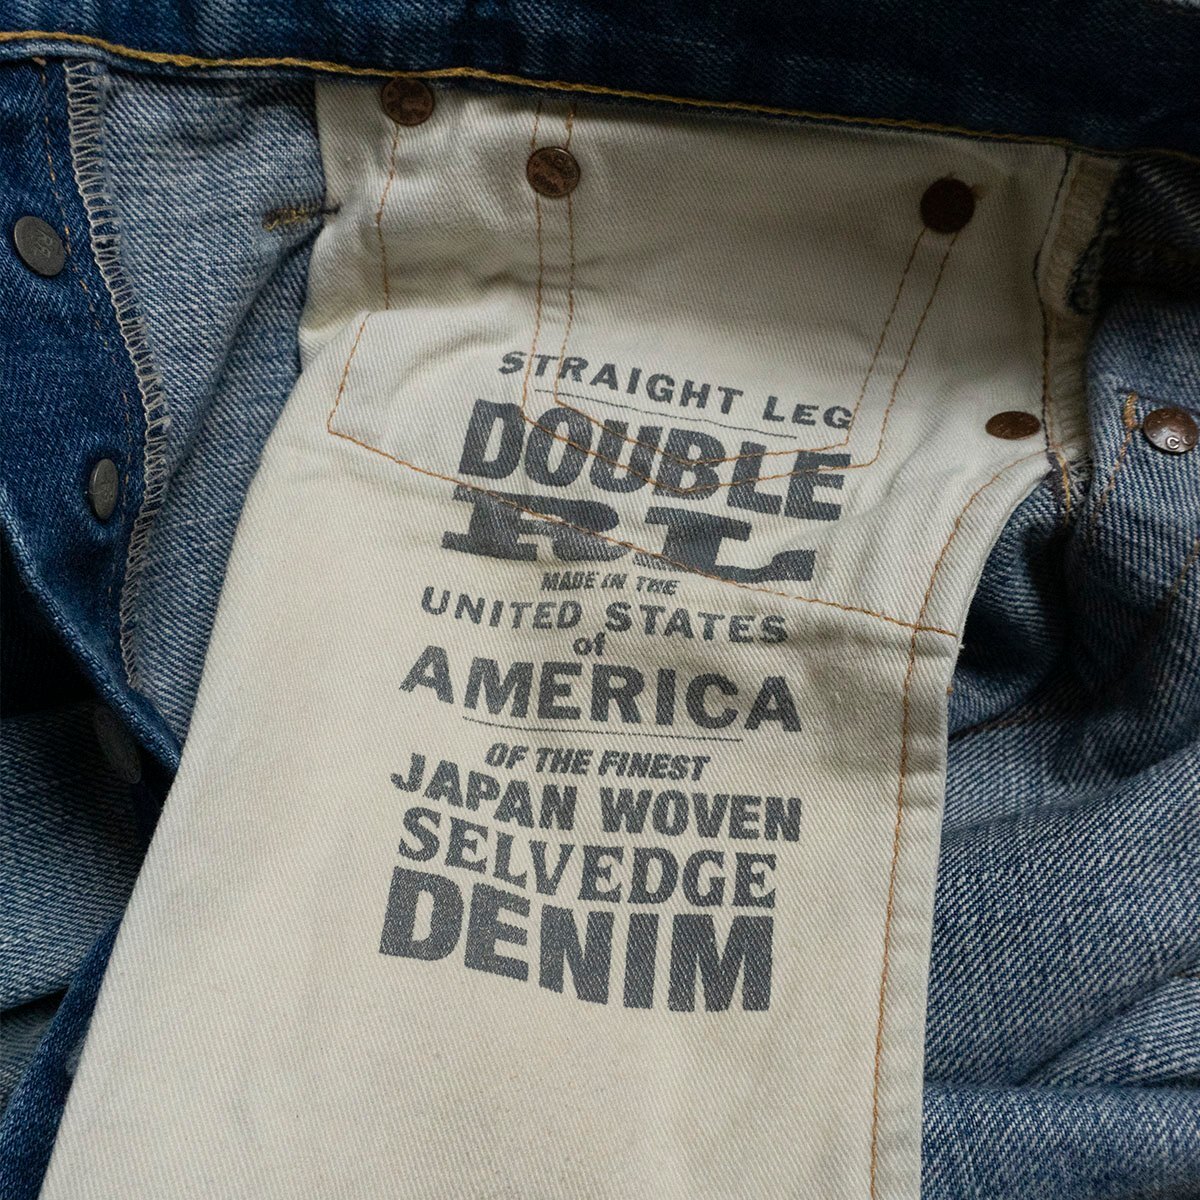 STRAIGHT LEG
DOUBLE
RL
MADE IN THE
UNITED STATES
of
AMERICA
OF THE FINEST
JAPAN WOVEN
SELVEDGE
DENIM